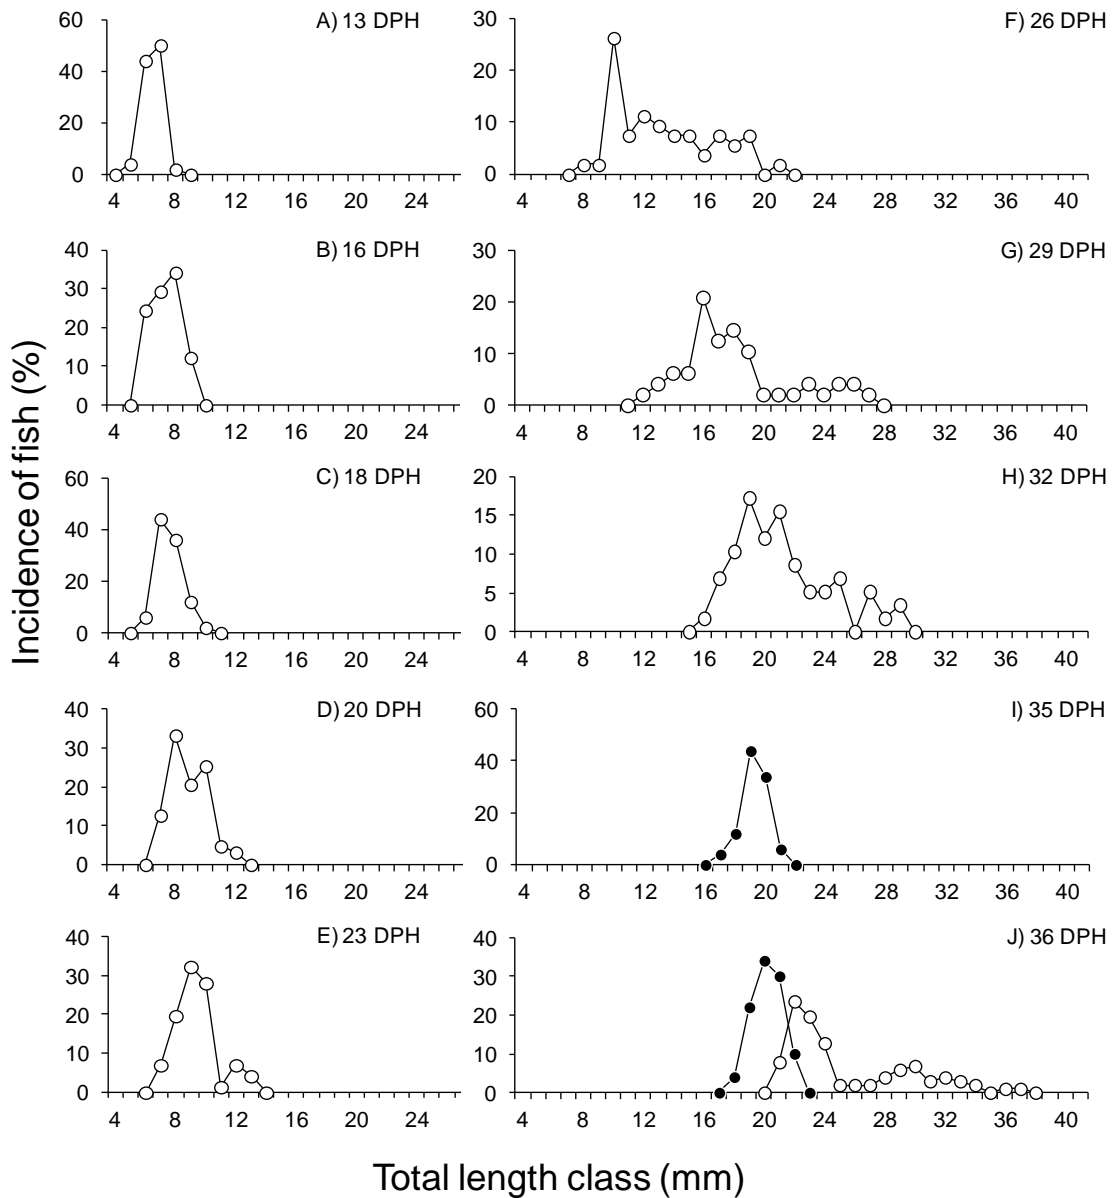 Incidence of fish (%)
A) 13 DPH
60
40
20
0
4 8 12 16 20 24
B) 16 DPH
40
30
20
10
0
4 8 12 16 20 24
C) 18 DPH
60
40
20
0
4 8 12 16 20 24
D) 20 DPH
40
30
20
10
0
4 8 12 16 20 24
E) 23 DPH
40
30
20
10
0
4 8 12 16 20 24
F) 26 DPH
30
20
10
0
4 8 12 16 20 24 28 32 36 40
G) 29 DPH
30
20
10
0
4 8 12 16 20 24 28 32 36 40
H) 32 DPH
20
15
10
5
0
4 8 12 16 20 24 28 32 36 40
I) 35 DPH
60
40
20
0
4 8 12 16 20 24 28 32 36 40
J) 36 DPH
40
30
20
10
0
4 8 12 16 20 24 28 32 36 40
Total length class (mm)